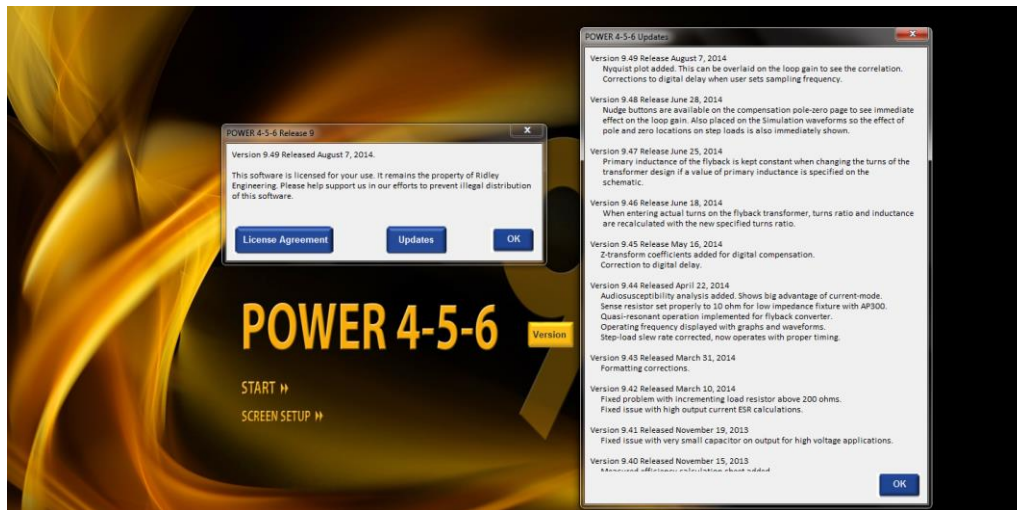 POWER 4-5-6 Release 9
Version 9.49 Released August 7, 2014.
This software is licensed for your use. It remains the property of Ridley
Engineering. Please help support us in our efforts to prevent illegal distribution
of this software.
License Agreement
Updates
OK
POWER 4-5-6
Version
START
SCREEN SETUP
POWER 4-5-6 Updates
Version 9.49 Release August 7, 2014
Nyquist plot added. This can be overlaid on the loop gain to see the correlation.
Corrections to digital delay when user sets sampling frequency.
Version 9.48 Release June 28, 2014
Nudge buttons are available on the compensation pole-zero page to see immediate
effect on the loop gain. Also placed on the Simulation waveforms so the effect of
pole and zero locations on step loads is also immediately shown.
Version 9.47 Release June 25, 2014
Primary inductance of the flyback is kept constant when changing the turns of the
transformer design if a value of primary inductance is specified on the
schematic.
Version 9.46 Release June 18, 2014
When entering actual turns on the flyback transformer, turns ratio and inductance
are recalculated with the new specified turns ratio.
Version 9.45 Release May 16, 2014
Z-transform coefficients added for digital compensation.
Correction to digital delay.
Version 9.44 Released April 22, 2014
Audiosusceptibility analysis added. Shows big advantage of current-mode.
Sense resistor set properly to 10 ohm for low impedance fixture with AP300.
Quasi-resonant operation implemented for flyback converter.
Operating frequency displayed with graphs and waveforms.
Step-load slew rate corrected, now operates with proper timing.
Version 9.43 Released March 31, 2014
Formatting corrections.
Version 9.42 Released March 10, 2014
Fixed problem with incrementing load resistor above 200 ohms.
Fixed issue with high output current ESR calculations.
Version 9.41 Released November 19, 2013
Fixed issue with very small capacitor on output for high voltage applications.
Version 9.40 Released November 15, 2013
Measured efficiency calculation sheet added
OK